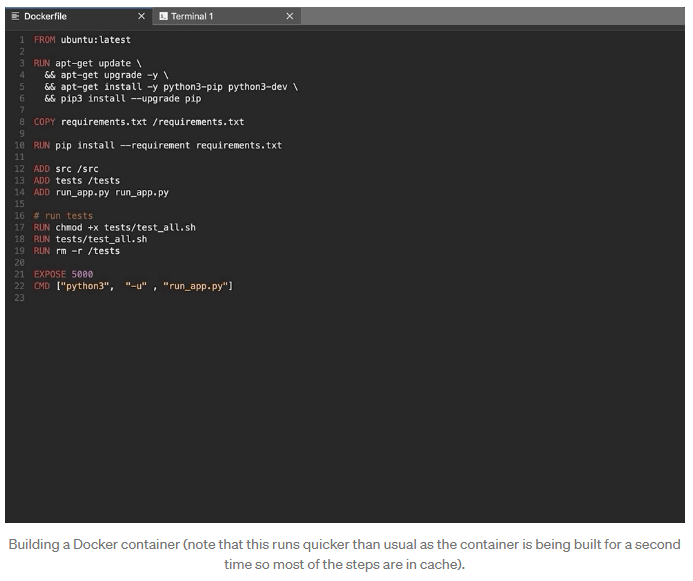 Dockerfile
Terminal 1
1 FROM ubuntu:latest
2
3 RUN apt-get update \
4 && apt-get upgrade -y \
5 && apt-get install -y python3-pip python3-dev \
6 && pip3 install --upgrade pip
7
8 COPY requirements.txt /requirements.txt
9
10 RUN pip install --requirement requirements.txt
11
12 ADD src /src
13 ADD tests /tests
14 ADD run_app.py run_app.py
15
16 # run tests
17 RUN chmod +x tests/test_all.sh
18 RUN tests/test_all.sh
19 RUN rm -r /tests
20
21 EXPOSE 5000
22 CMD ["python3", "-u" , "run_app.py"]
23
Building a Docker container (note that this runs quicker than usual as the container is being built for a second
time so most of the steps are in cache).